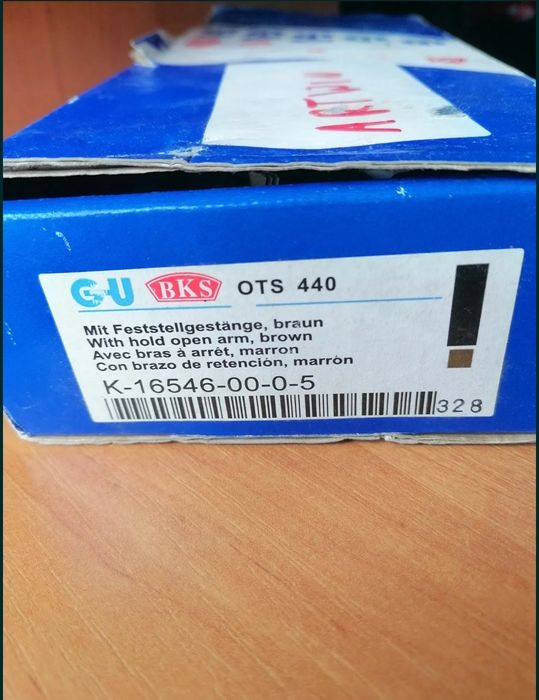 G-U BKS OTS 440
Mit Feststellgestänge, braun
With hold open arm, brown
Avec bras à arrét, marron
Con brazo de retención, marrón
K-16546-00-0-5
328